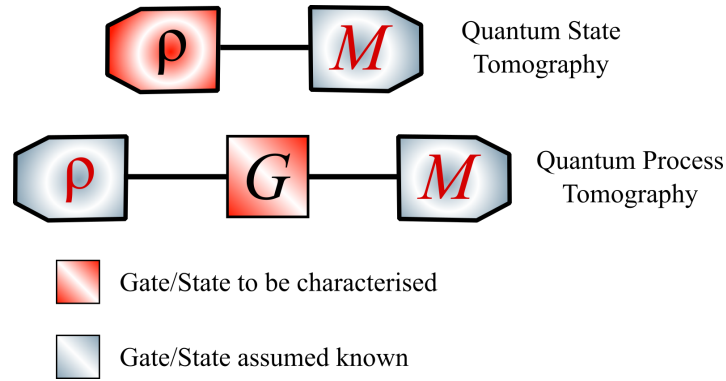 ρ M Quantum State
Tomography
ρ G M Quantum Process
Tomography
Gate/State to be characterised
Gate/State assumed known